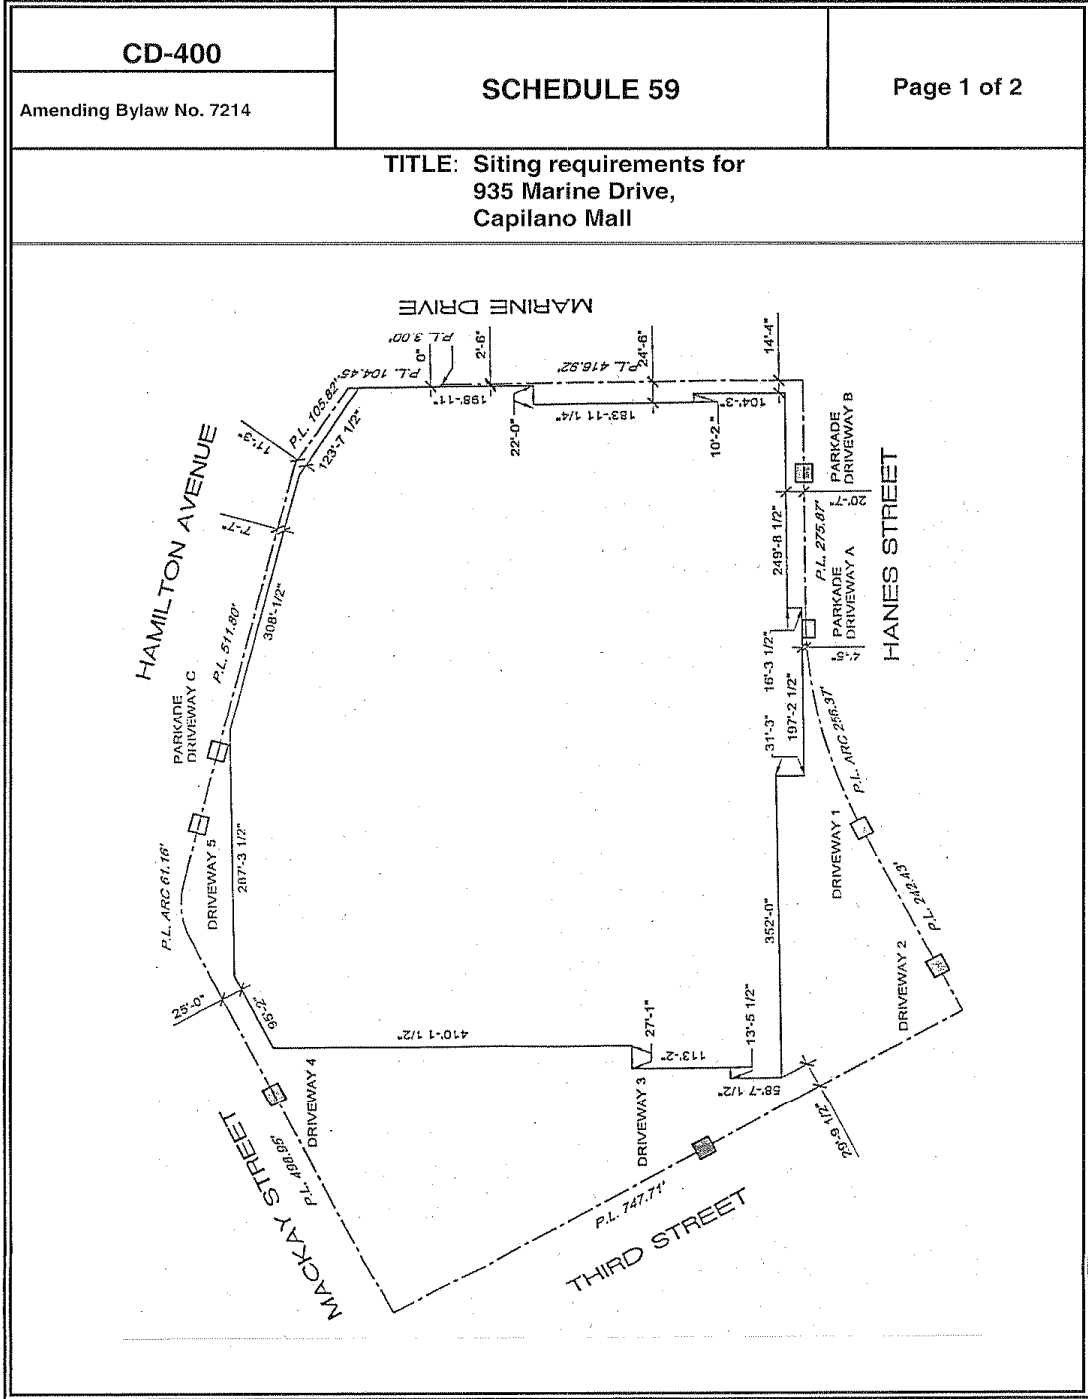 CD-400
Amending Bylaw No. 7214
SCHEDULE 59
Page 1 of 2
TITLE: Siting requirements for
935 Marine Drive,
Capilano Mall
MARINE DRIVE
P.L. 3.00'
0"
2'-6"
P.L. 416.92'
24'-6"
14'-4"
P.L. 104.45
P.L. 105.82'
11'-3"
123'-7 1/2"
198'-11"
22'-0"
183'-11 1/4"
10'-2"
104'-3"
HAMILTON AVENUE
7'-7"
308'-1/2"
P.L. 511.80'
PARKADE
DRIVEWAY C
PARKADE
DRIVEWAY B
20'-7"
249'-8 1/2"
P.L. 275.87'
HANES STREET
PARKADE
DRIVEWAY A
4'-6"
16'-3 1/2"
197'-2 1/2"
31'-3"
P.L. ARC 256.37'
DRIVEWAY 5
287'-3 1/2"
P.L. ARC 61.16'
DRIVEWAY 1
352'-0"
P.L. 242.43'
DRIVEWAY 2
25'-0"
95'-2"
410'-1 1/2"
27'-1"
113'-2"
13'-5 1/2"
58'-7 1/2"
29'-9 1/2"
DRIVEWAY 4
DRIVEWAY 3
MACKAY STREET
P.L. 498.95'
P.L. 747.71'
THIRD STREET